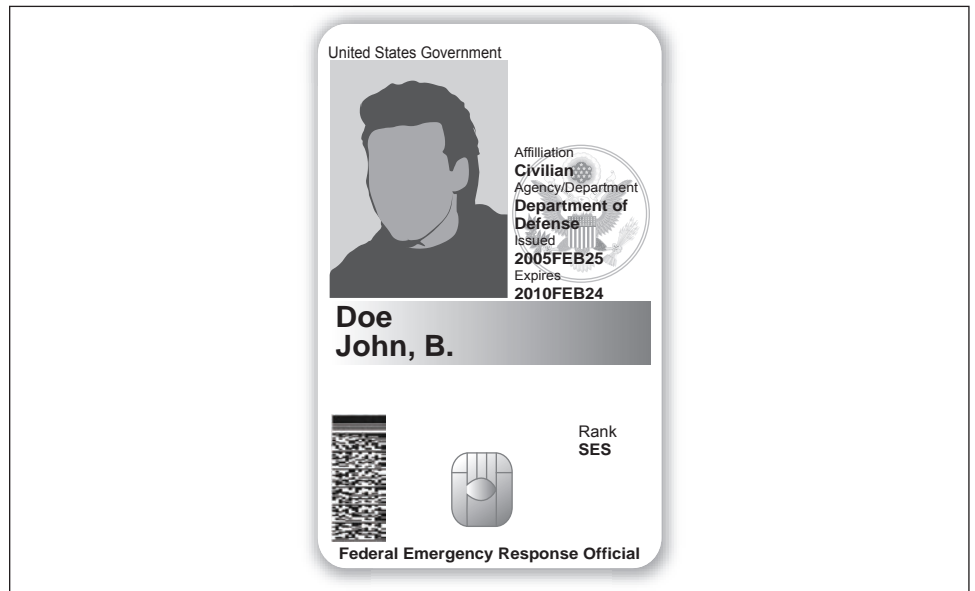 United States Government
Affilliation
Civilian
Agency/Department
Department of
Defense
Issued
2005FEB25
Expires
2010FEB24
Doe
John, B.
Rank
SES
Federal Emergency Response Official